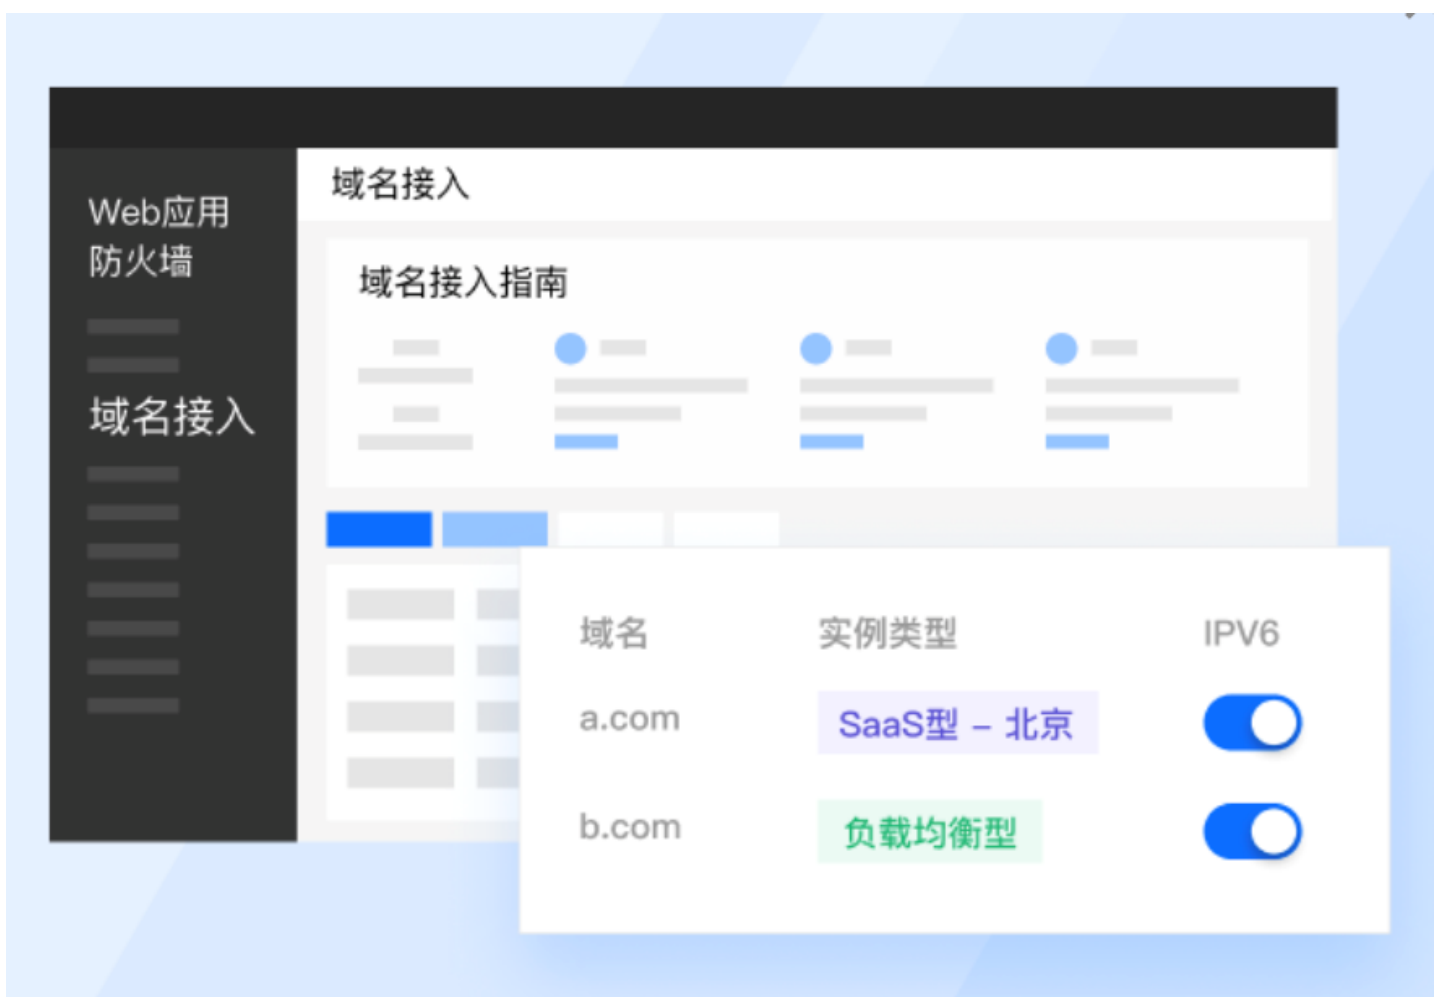 Web应用
防火墙
域名接入
域名接入
域名接入指南
域名 实例类型 IPV6
a.com SaaS型 – 北京
b.com 负载均衡型